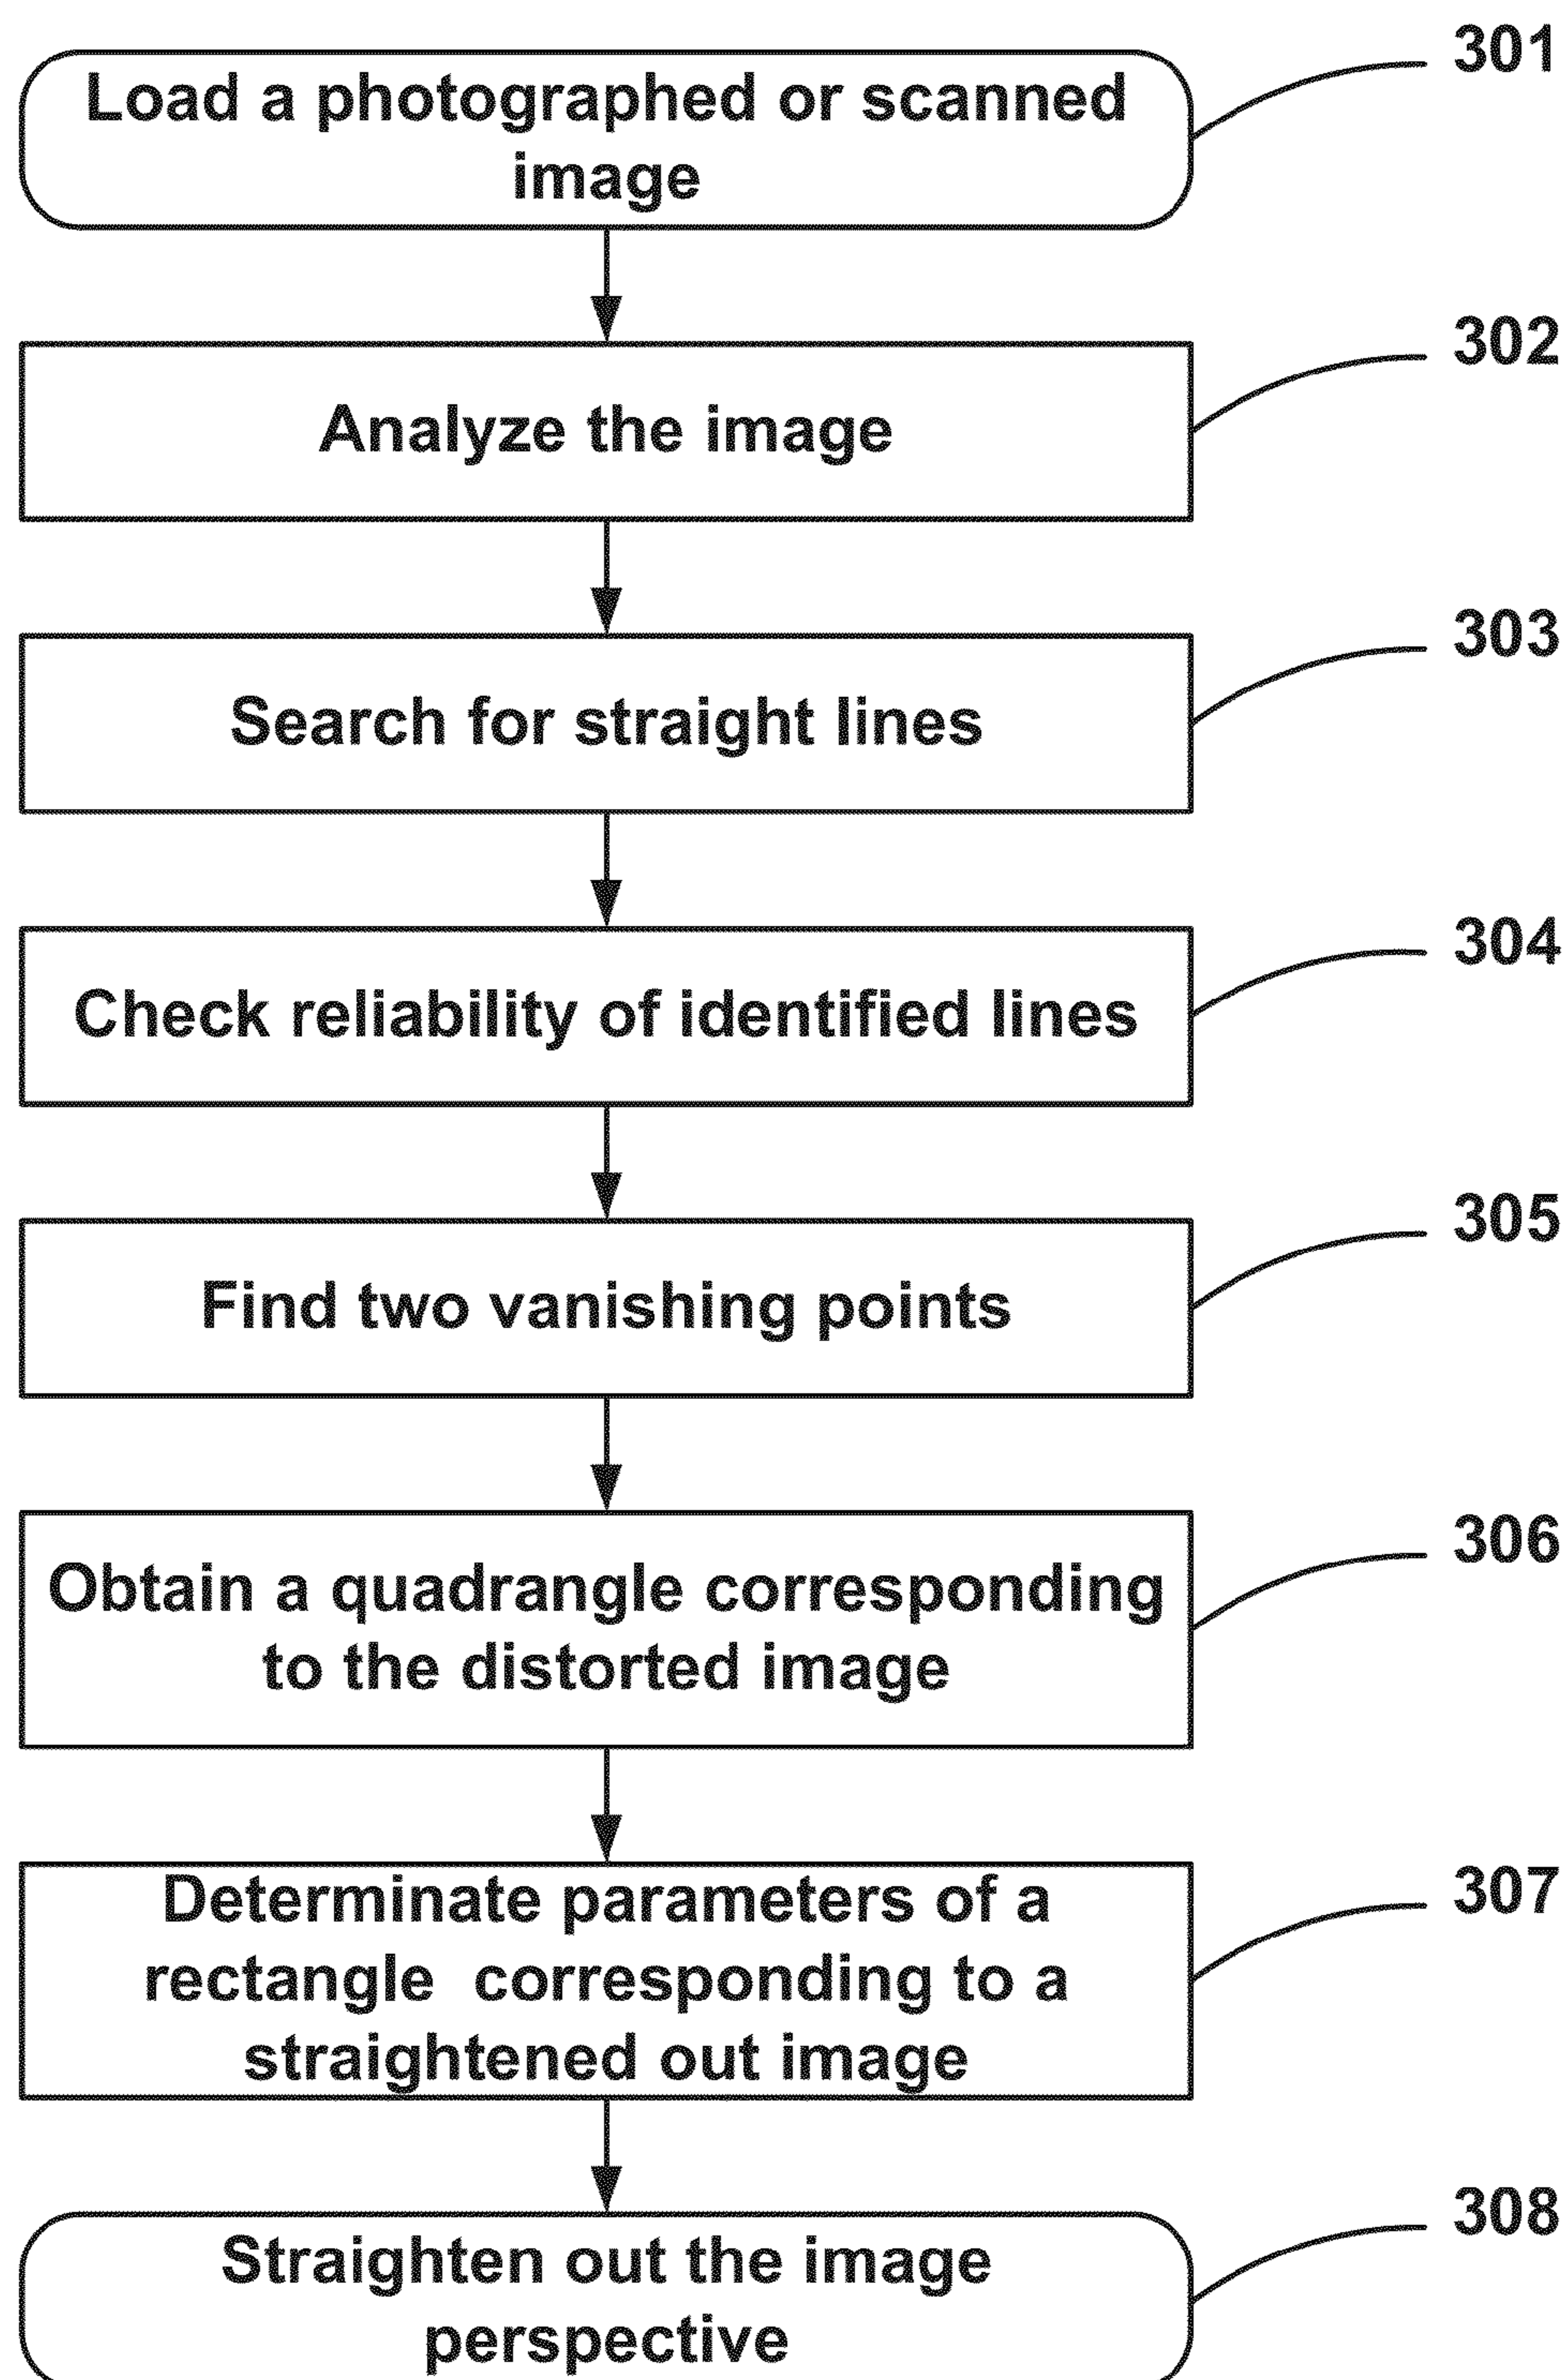 301
Load a photographed or scanned
image
302
Analyze the image
303
Search for straight lines
304
Check reliability of identified lines
305
Find two vanishing points
306
Obtain a quadrangle corresponding
to the distorted image
307
Determinate parameters of a
rectangle corresponding to a
straightened out image
308
Straighten out the image
perspective